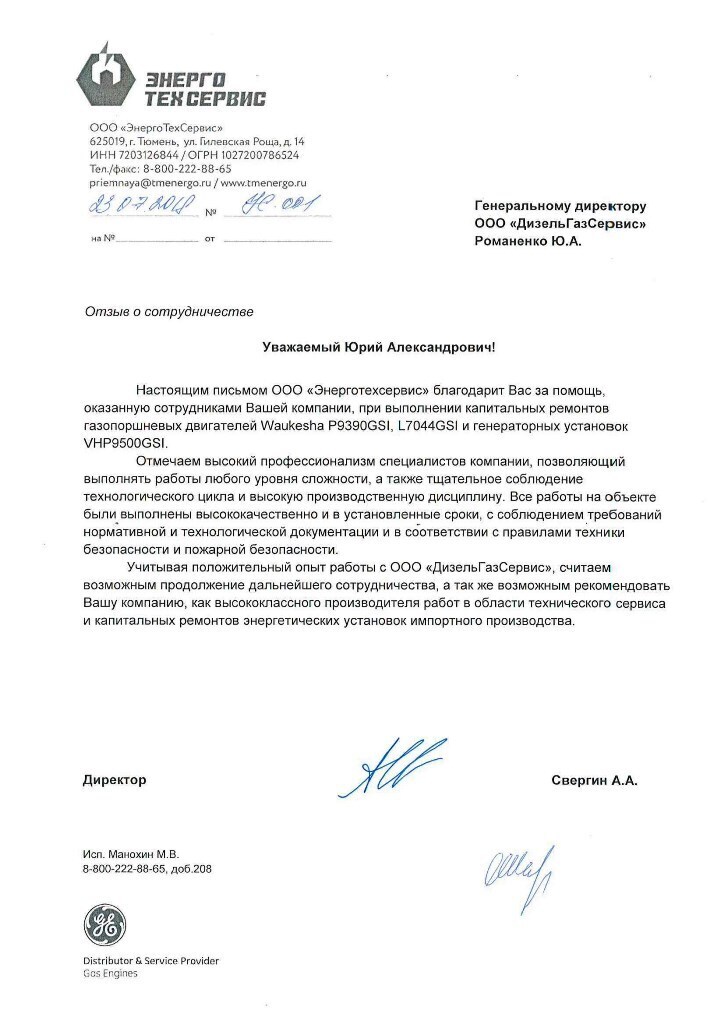 ЭНЕРГО
ТЕХСЕРВИС
ООО «ЭнергоТехСервис»
625019, г. Тюмень, ул. Гилевская Роща, д. 14
ИНН 7203126844 / ОГРН 1027200786524
Тел./факс: 8-800-222-88-65
priemnaya@tmenergo.ru / www.tmenergo.ru
23.07.2018 №
на №
от
Генеральному директору
ООО «ДизельГазСервис»
Романенко Ю.А.
Отзыв о сотрудничестве
Уважаемый Юрий Александрович!
Настоящим письмом ООО «Энерготехсервис» благодарит Вас за помощь,
оказанную сотрудниками Вашей компании, при выполнении капитальных ремонтов
газопоршневых двигателей Waukesha P9390GSI, L7044GSI и генераторных установок
VHP9500GSI.
Отмечаем высокий профессионализм специалистов компании, позволяющий
выполнять работы любого уровня сложности, а также тщательное соблюдение
технологического цикла и высокую производственную дисциплину. Все работы на объекте
были выполнены высококачественно и в установленные сроки, с соблюдением требований
нормативной и технологической документации и в соответствии с правилами техники
безопасности и пожарной безопасности.
Учитывая положительный опыт работы с ООО «ДизельГазСервис», считаем
возможным продолжение дальнейшего сотрудничества, а так же возможным рекомендовать
Вашу компанию, как высококлассного производителя работ в области технического сервиса
и капитальных ремонтов энергетических установок импортного производства.
Директор
Свергин А.А.
Исп. Манохин М.В.
8-800-222-88-65, доб.208
GE
Distributor & Service Provider
Gas Engines